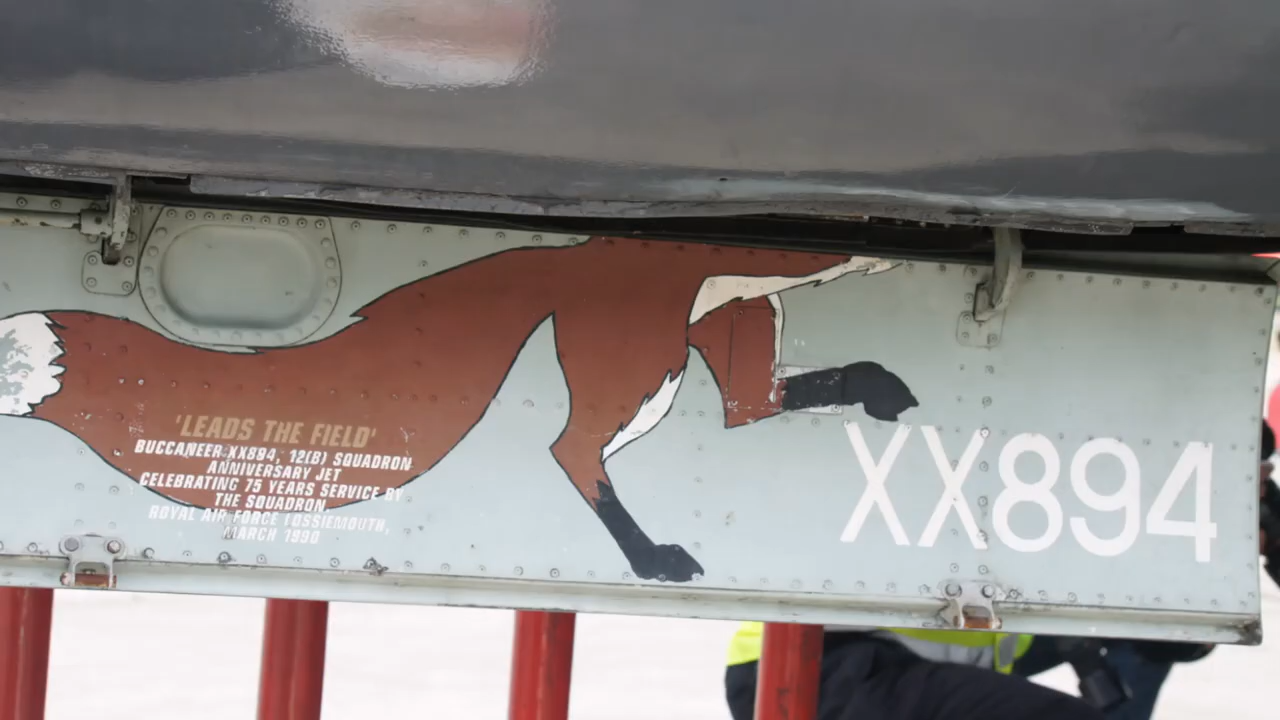 'LEADS THE FIELD'
BUCCANEER XX894, 12(B) SQUADRON
ANNIVERSARY JET
CELEBRATING 75 YEARS SERVICE BY
THE SQUADRON,
ROYAL AIR FORCE LOSSIEMOUTH,
MARCH 1990
XX894